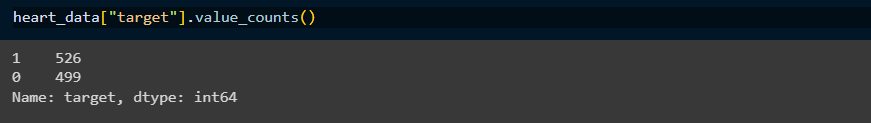 heart_data["target"].value_counts()
1    526
0    499
Name: target, dtype: int64